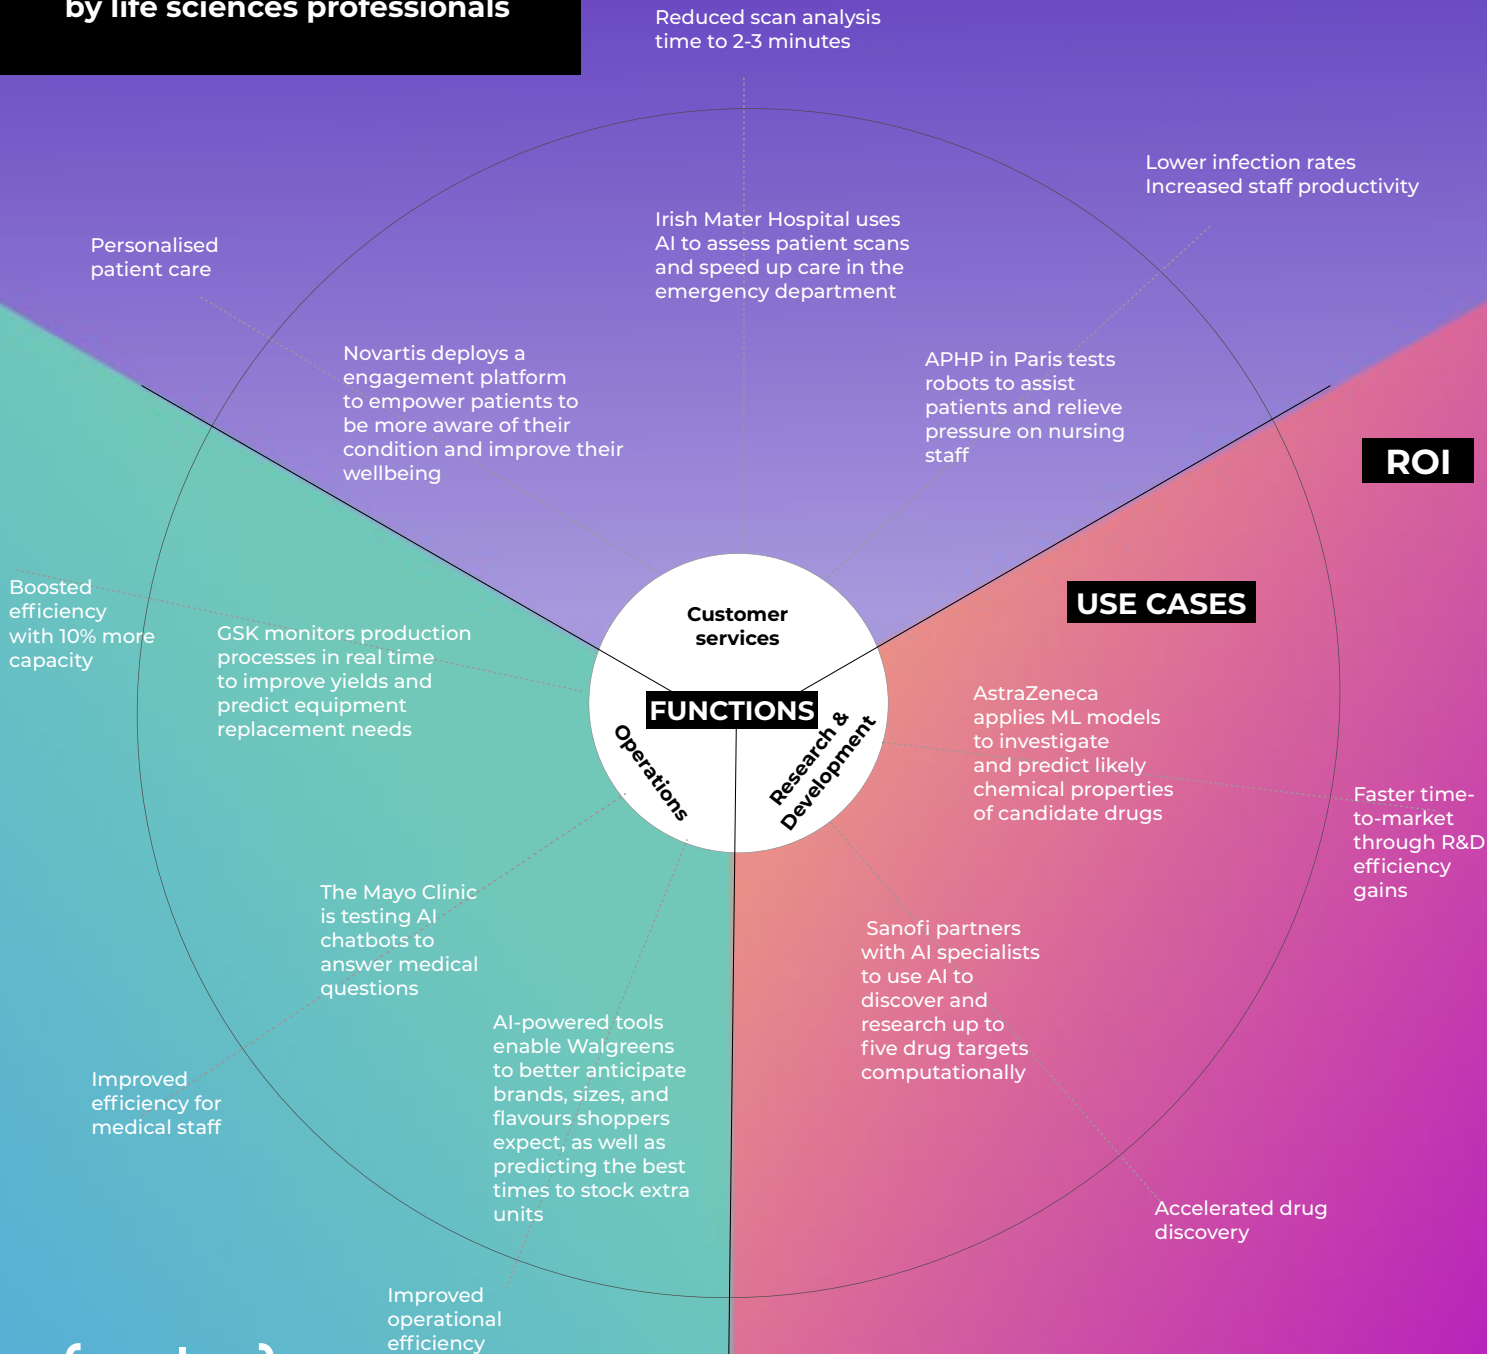 by life sciences professionals
Reduced scan analysis
time to 2-3 minutes
Lower infection rates
Increased staff productivity
Personalised
patient care
Irish Mater Hospital uses
AI to assess patient scans
and speed up care in the
emergency department
Novartis deploys a
engagement platform
to empower patients to
be more aware of their
condition and improve their
wellbeing
APHP in Paris tests
robots to assist
patients and relieve
pressure on nursing
staff
ROI
USE CASES
Customer
services
FUNCTIONS
Operations
Research &
Development
Boosted
efficiency
with 10% more
capacity
GSK monitors production
processes in real time
to improve yields and
predict equipment
replacement needs
AstraZeneca
applies ML models
to investigate
and predict likely
chemical properties
of candidate drugs
Faster time-
to-market
through R&D
efficiency
gains
The Mayo Clinic
is testing AI
chatbots to
answer medical
questions
Sanofi partners
with AI specialists
to use AI to
discover and
research up to
five drug targets
computationally
AI-powered tools
enable Walgreens
to better anticipate
brands, sizes, and
flavours shoppers
expect, as well as
predicting the best
times to stock extra
units
Improved
efficiency for
medical staff
Accelerated drug
discovery
Improved
operational
efficiency